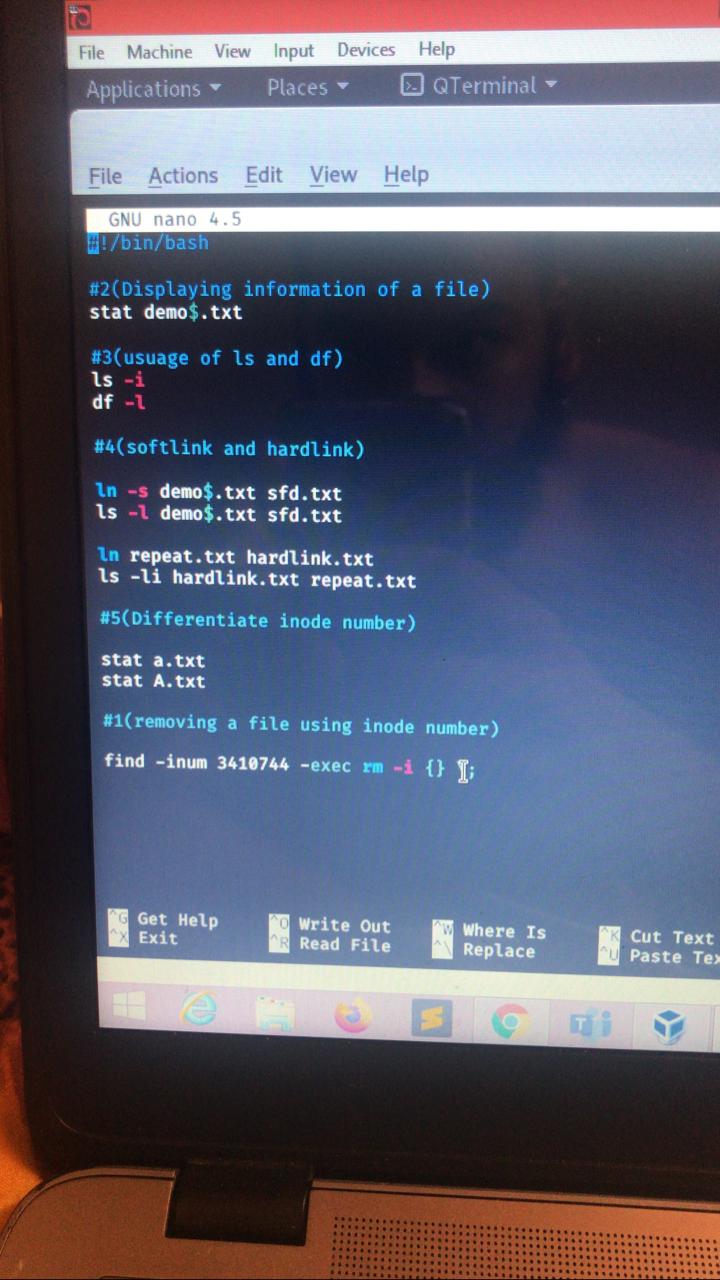 File Machine View Input Devices Help
Applications Places QTerminal
File Actions Edit View Help
GNU nano 4.5
#!/bin/bash
#2(Displaying information of a file)
stat demo$.txt
#3(usuage of ls and df)
ls -i
df -l
#4(softlink and hardlink)
ln -s demo$.txt sfd.txt
ls -l demo$.txt sfd.txt
ln repeat.txt hardlink.txt
ls -li hardlink.txt repeat.txt
#5(Differentiate inode number)
stat a.txt
stat A.txt
#1(removing a file using inode number)
find -inum 3410744 -exec rm -i {} ;
^G Get Help ^O Write Out ^W Where Is ^K Cut Text
^X Exit ^R Read File ^\ Replace ^U Paste